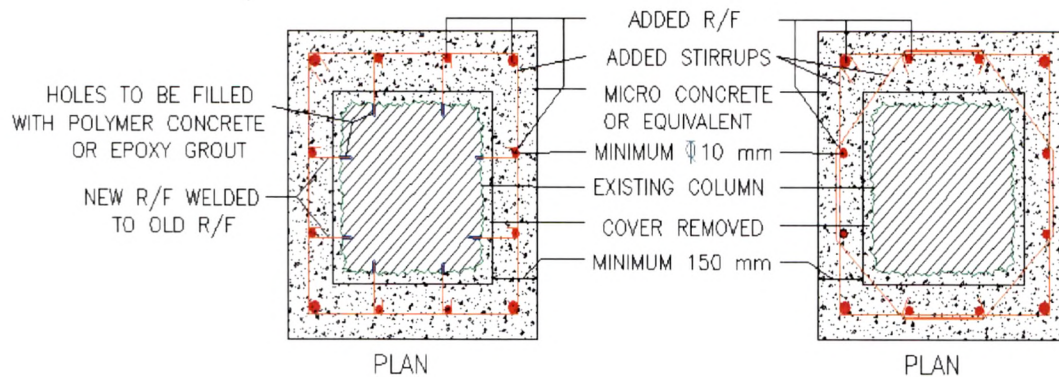 ADDED R/F
ADDED STIRRUPS
HOLES TO BE FILLED
WITH POLYMER CONCRETE
OR EPOXY GROUT
MICRO CONCRETE
OR EQUIVALENT
MINIMUM Φ10 mm
NEW R/F WELDED
TO OLD R/F
EXISTING COLUMN
COVER REMOVED
MINIMUM 150 mm
PLAN
PLAN